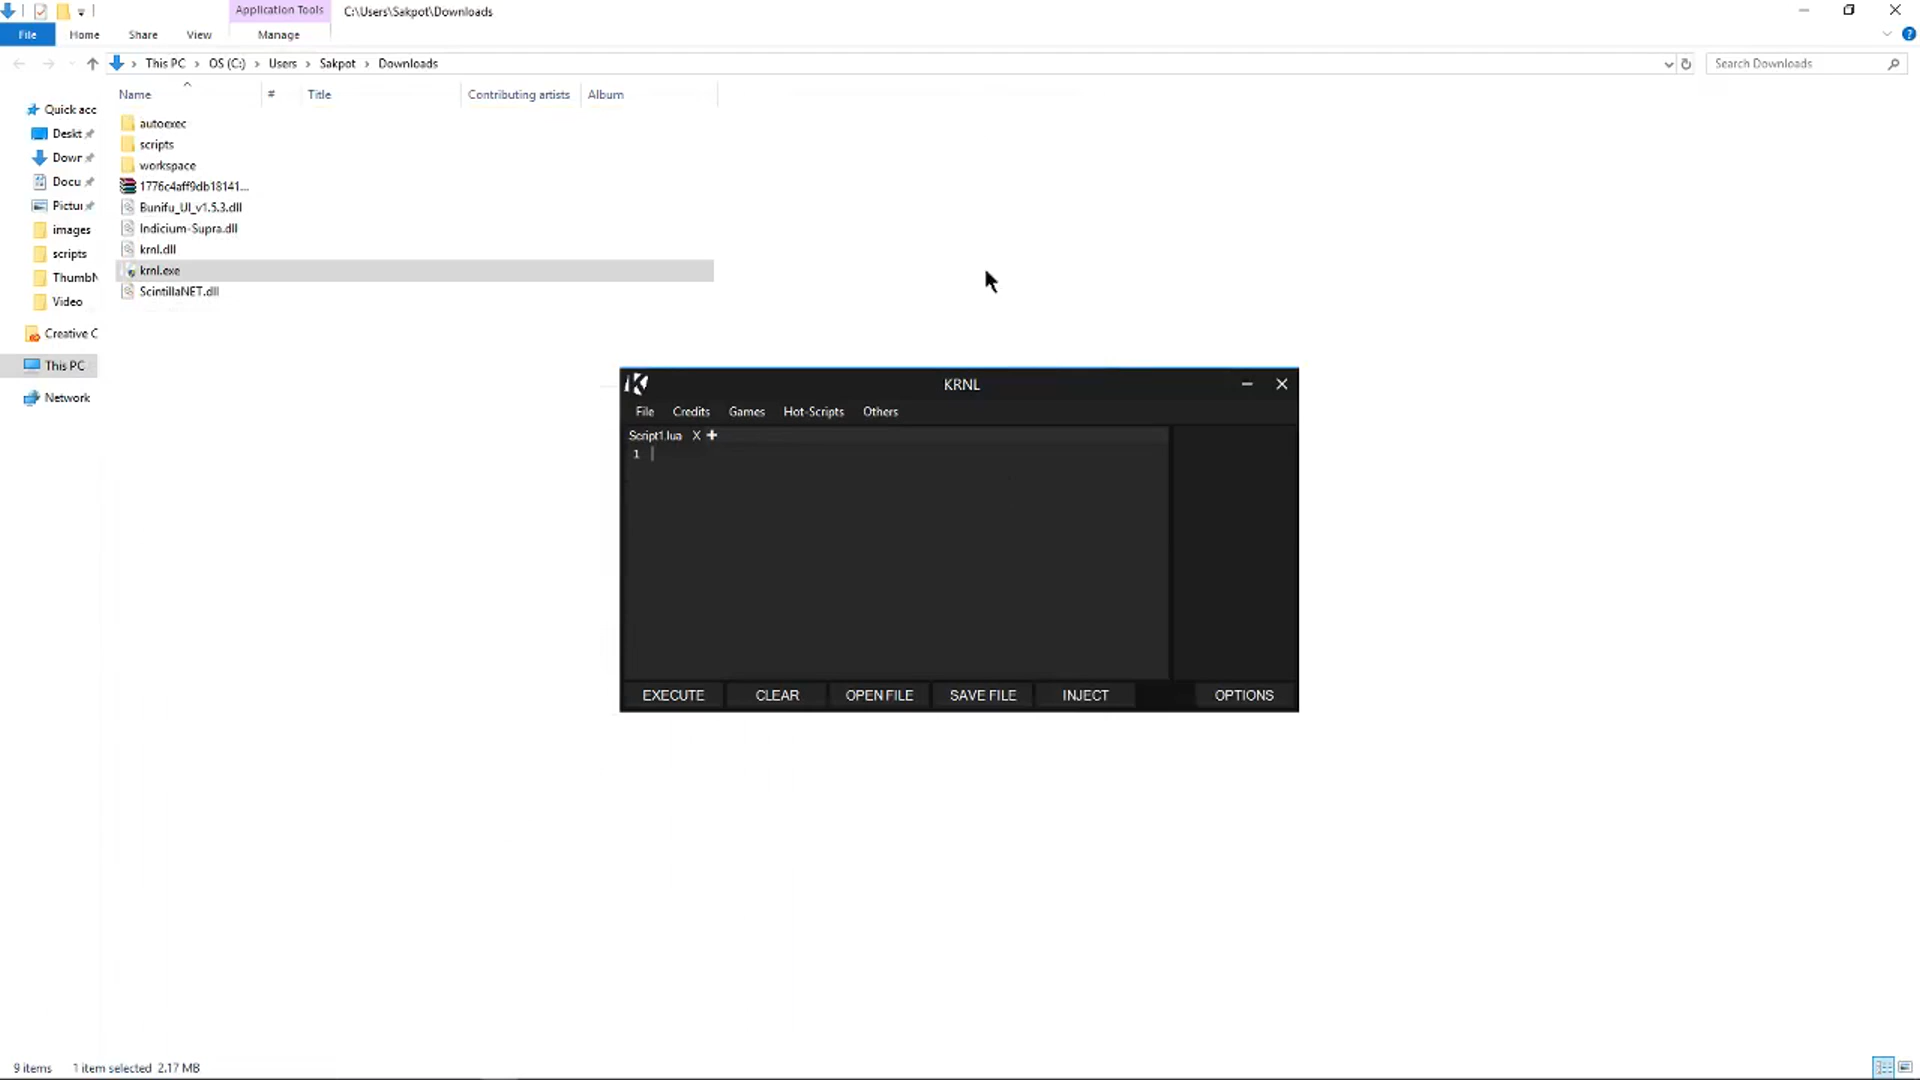 Application Tools
C:\Users\Sakpot\Downloads
File Home Share View Manage
This PC OS (C:) Users Sakpot Downloads
Search Downloads
Name # Title Contributing artists Album
Quick acc
Deskt
Dowr
Docu
Pictur
images
scripts
ThumbN
Video
Creative C
This PC
Network
autoexec
scripts
workspace
1776c4aff9db18141...
Bunifu_UI_v1.5.3.dll
Indicium-Supra.dll
krnl.dll
krnl.exe
ScintillaNET.dll
KRNL
File Credits Games Hot-Scripts Others
Script1.lua X
1
EXECUTE CLEAR OPEN FILE SAVE FILE INJECT OPTIONS
9 items 1 item selected 2.17 MB